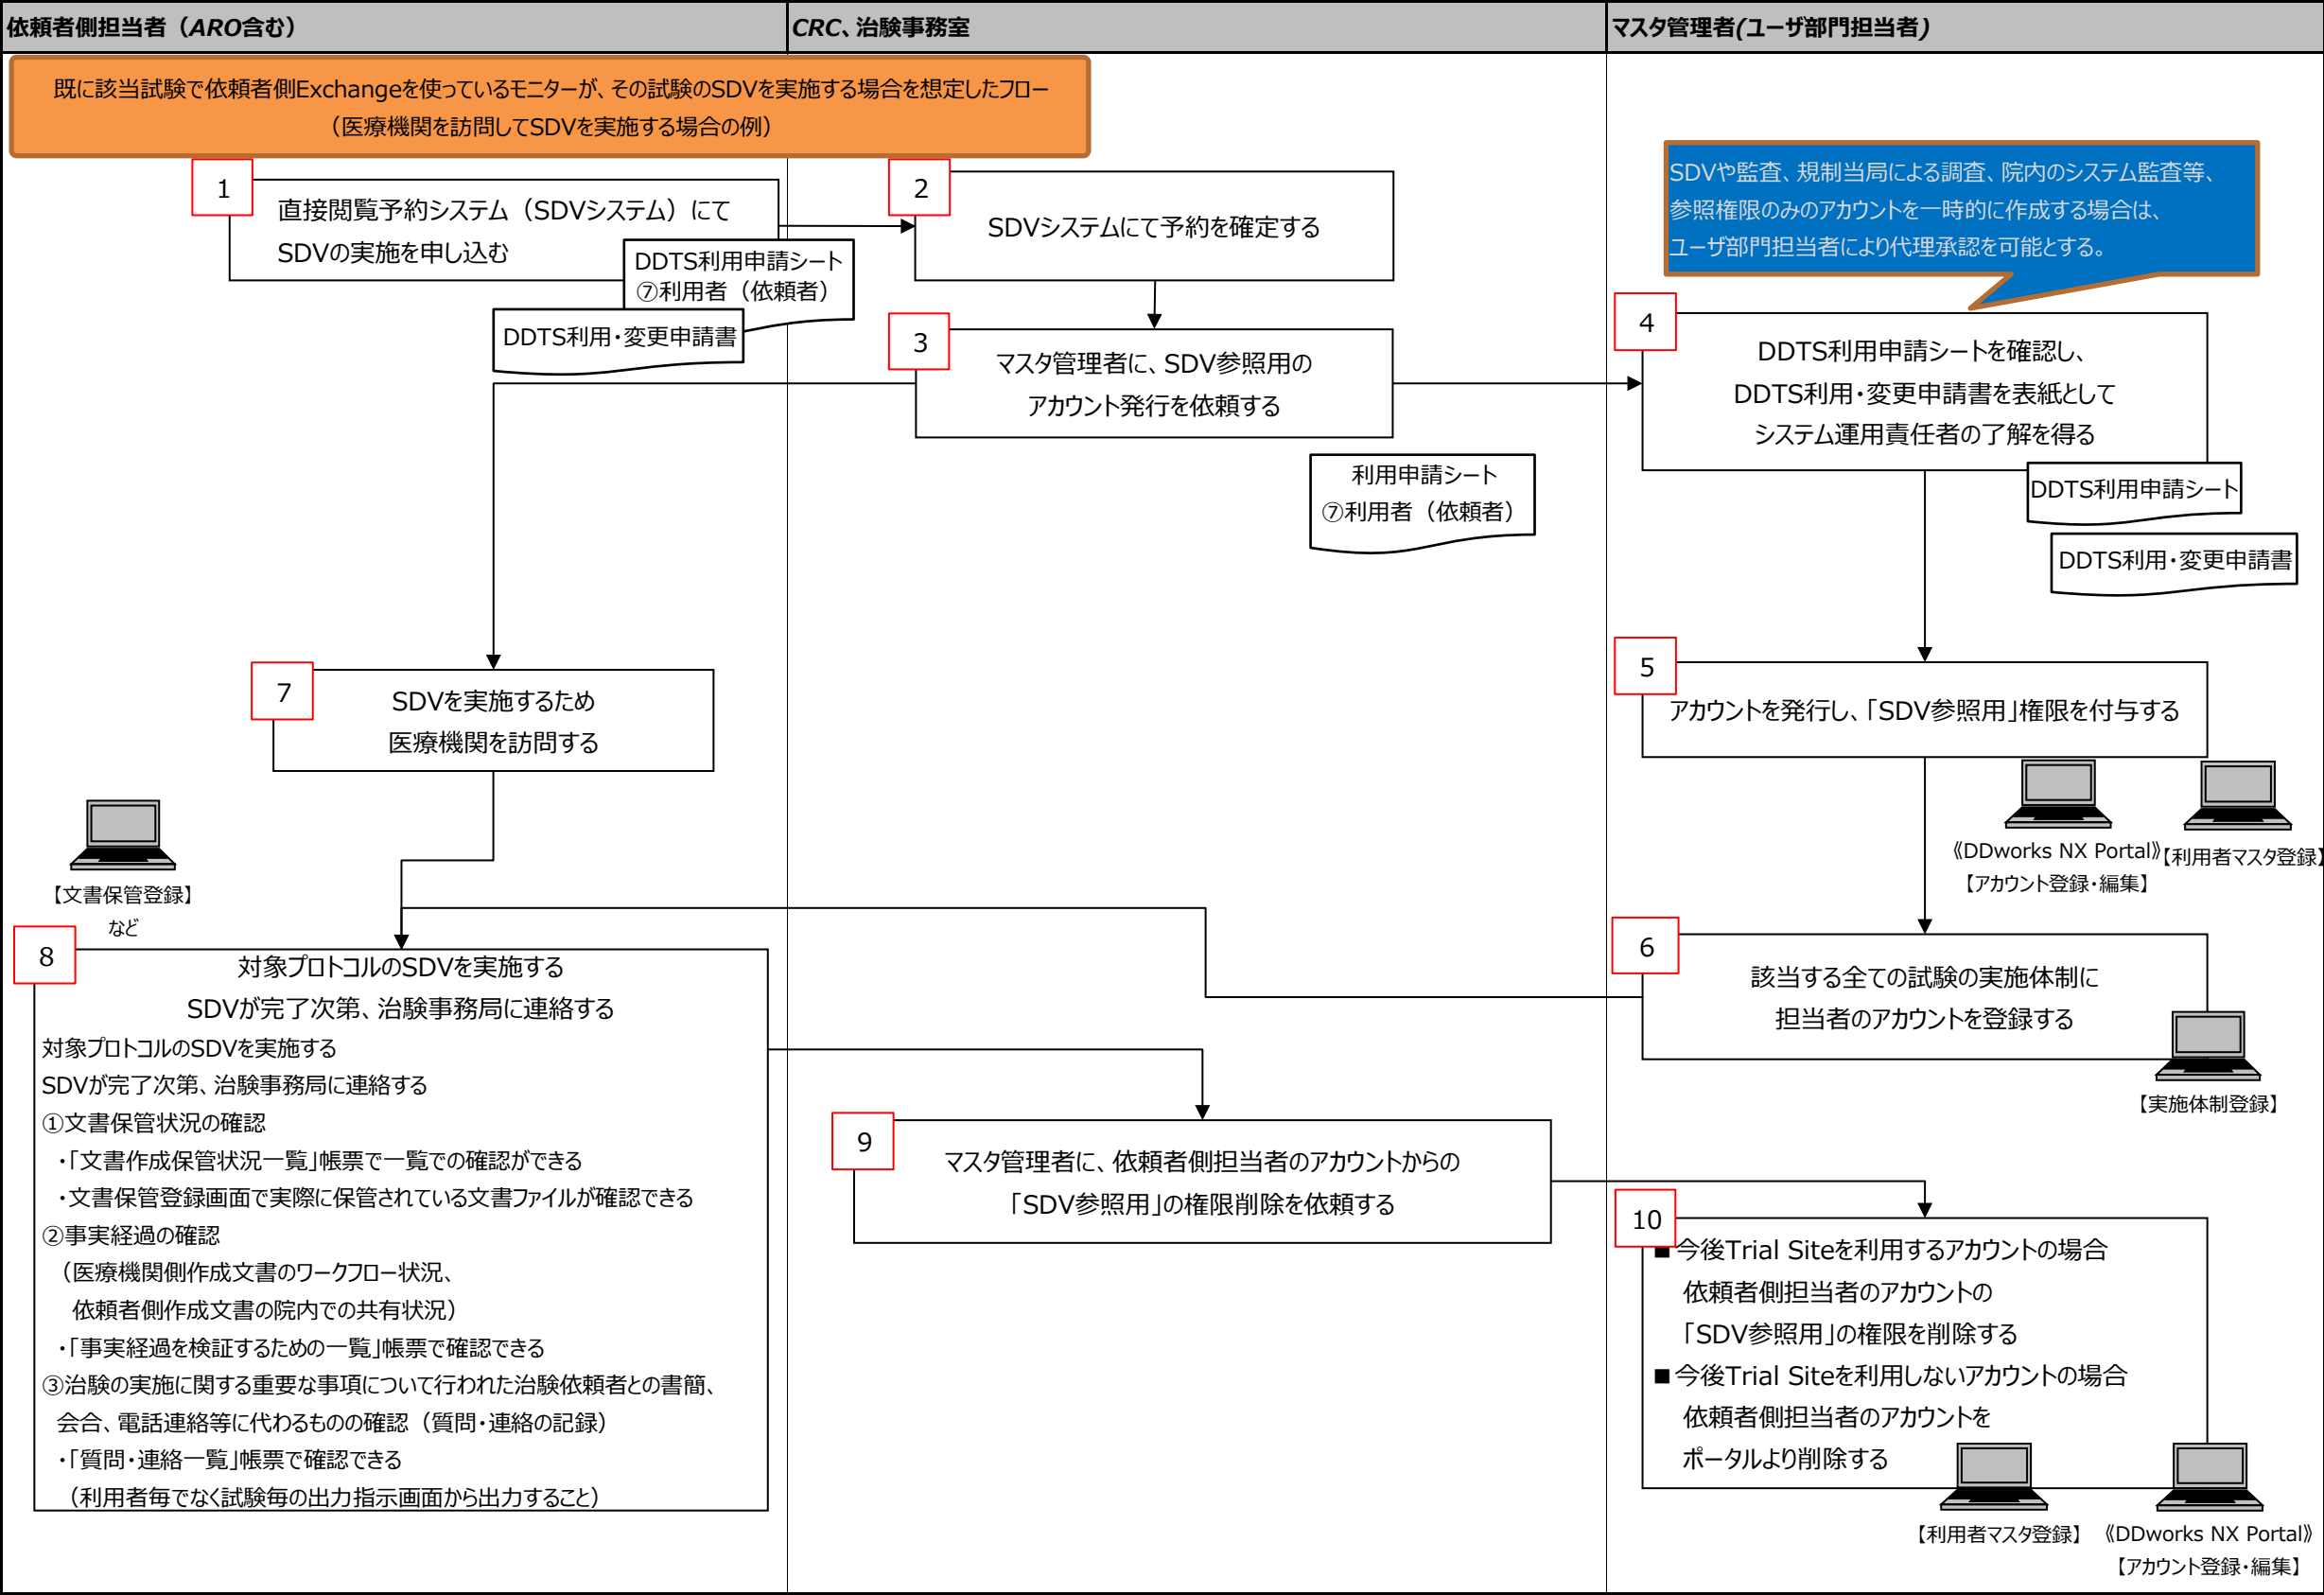 依頼者側担当者（ARO含む）
CRC、治験事務室
マスタ管理者(ユーザ部門担当者)
既に該当試験で依頼者側Exchangeを使っているモニターが、その試験のSDVを実施する場合を想定したフロー
（医療機関を訪問してSDVを実施する場合の例）
1
直接閲覧予約システム（SDVシステム）にて
SDVの実施を申し込む
DDTS利用申請シート
⑦利用者（依頼者）
DDTS利用・変更申請書
2
SDVシステムにて予約を確定する
3
マスタ管理者に、SDV参照用の
アカウント発行を依頼する
利用申請シート
⑦利用者（依頼者）
SDVや監査、規制当局による調査、院内のシステム監査等、
参照権限のみのアカウントを一時的に作成する場合は、
ユーザ部門担当者により代理承認を可能とする。
4
DDTS利用申請シートを確認し、
DDTS利用・変更申請書を表紙として
システム運用責任者の了解を得る
DDTS利用申請シート
DDTS利用・変更申請書
5
アカウントを発行し、「SDV参照用」権限を付与する
《DDworks NX Portal》
【アカウント登録・編集】
【利用者マスタ登録】
6
該当する全ての試験の実施体制に
担当者のアカウントを登録する
【実施体制登録】
7
SDVを実施するため
医療機関を訪問する
【文書保管登録】
など
8
対象プロトコルのSDVを実施する
SDVが完了次第、治験事務局に連絡する
対象プロトコルのSDVを実施する
SDVが完了次第、治験事務局に連絡する
①文書保管状況の確認
・「文書作成保管状況一覧」帳票で一覧での確認ができる
・文書保管登録画面で実際に保管されている文書ファイルが確認できる
②事実経過の確認
（医療機関側作成文書のワークフロー状況、
依頼者側作成文書の院内での共有状況）
・「事実経過を検証するための一覧」帳票で確認できる
③治験の実施に関する重要な事項について行われた治験依頼者との書簡、
会合、電話連絡等に代わるものの確認（質問・連絡の記録）
・「質問・連絡一覧」帳票で確認できる
（利用者毎でなく試験毎の出力指示画面から出力すること）
9
マスタ管理者に、依頼者側担当者のアカウントからの
「SDV参照用」の権限削除を依頼する
10
■今後Trial Siteを利用するアカウントの場合
依頼者側担当者のアカウントの
「SDV参照用」の権限を削除する
■今後Trial Siteを利用しないアカウントの場合
依頼者側担当者のアカウントを
ポータルより削除する
【利用者マスタ登録】
《DDworks NX Portal》
【アカウント登録・編集】